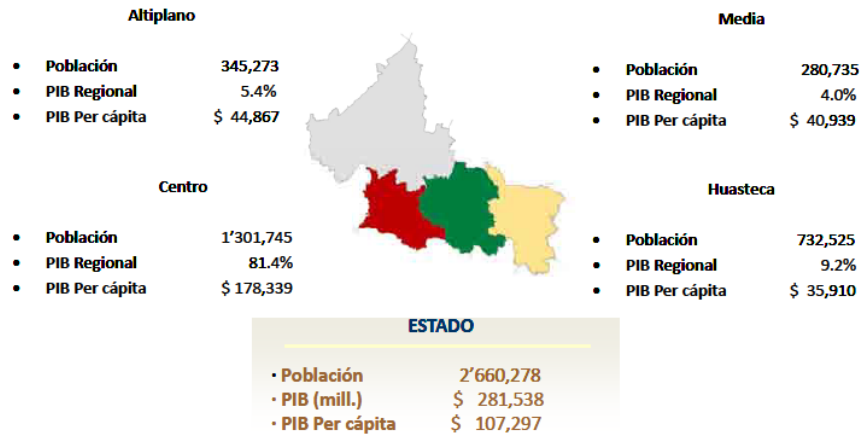 Altiplano
• Población 345,273
• PIB Regional 5.4%
• PIB Per cápita $ 44,867
Media
• Población 280,735
• PIB Regional 4.0%
• PIB Per cápita $ 40,939
Centro
• Población 1’301,745
• PIB Regional 81.4%
• PIB Per cápita $ 178,339
Huasteca
• Población 732,525
• PIB Regional 9.2%
• PIB Per cápita $ 35,910
ESTADO
· Población 2’660,278
· PIB (mill.) $ 281,538
· PIB Per cápita $ 107,297